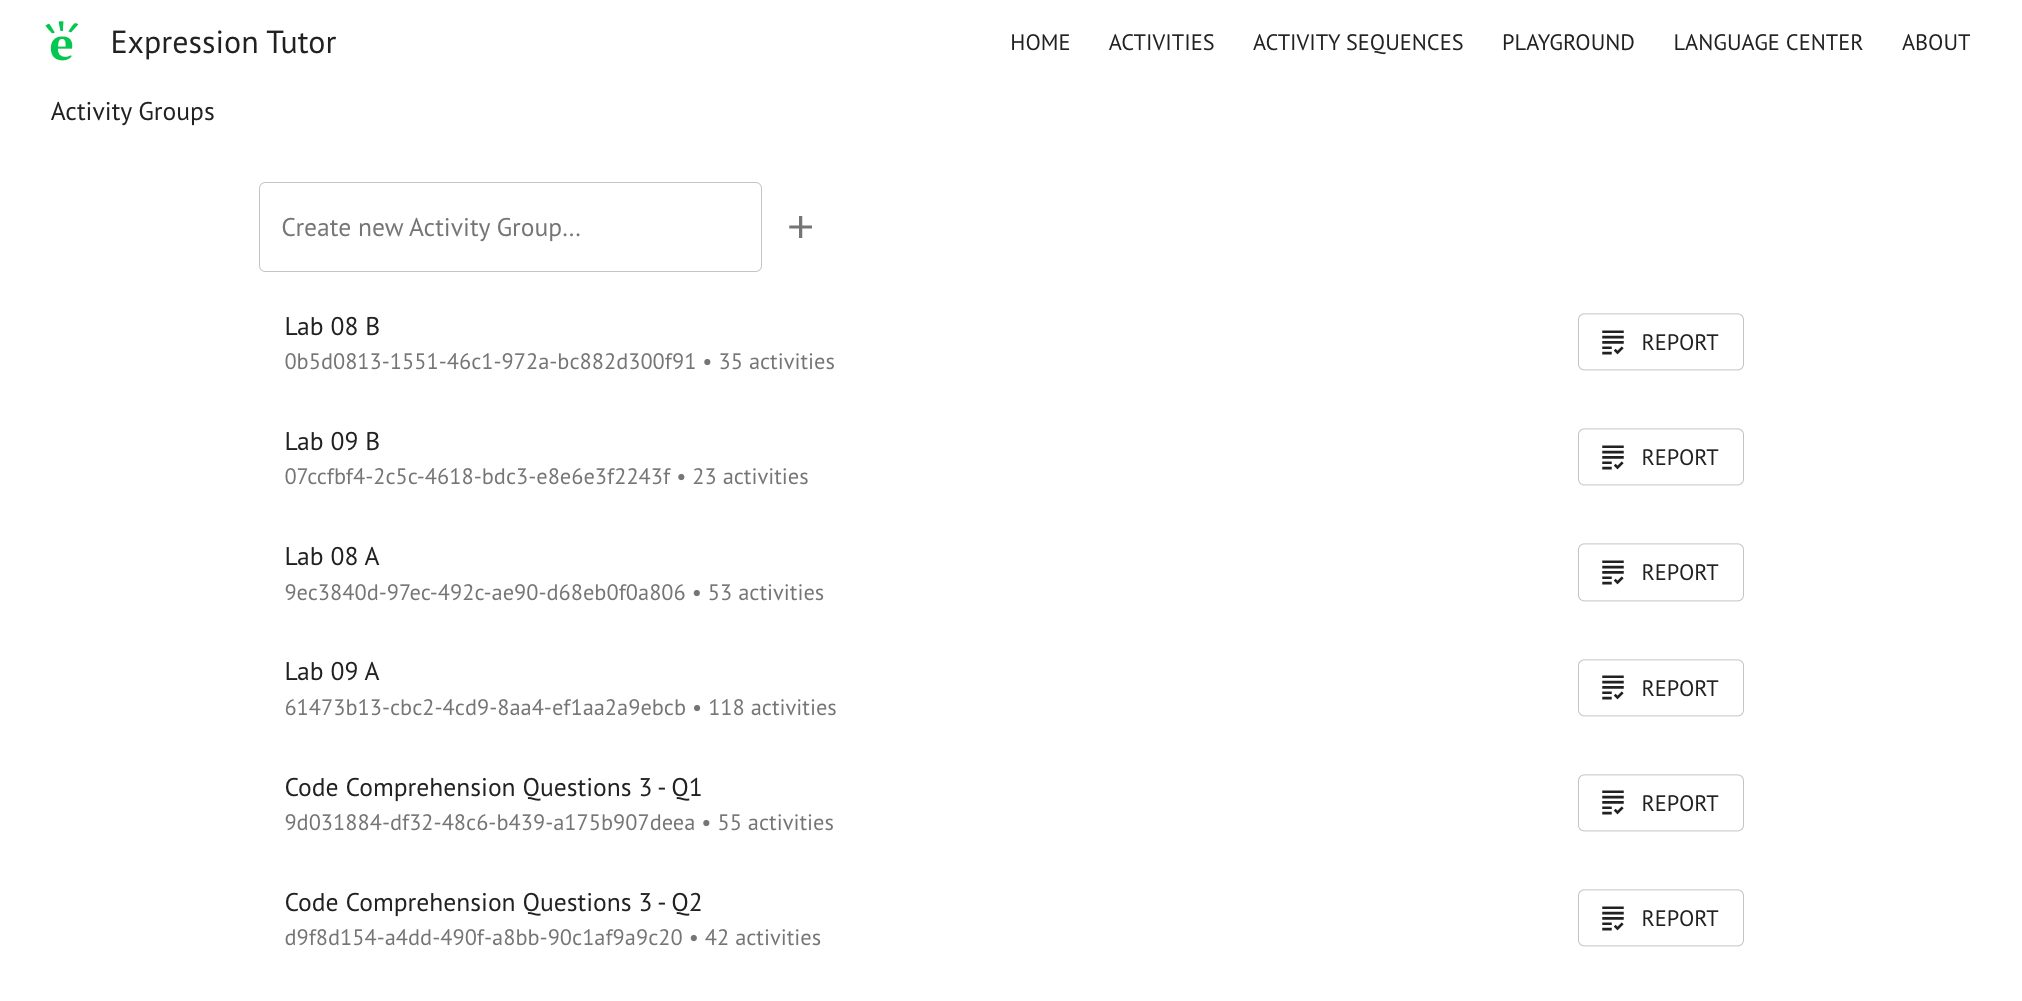 Expression Tutor
HOME ACTIVITIES ACTIVITY SEQUENCES PLAYGROUND LANGUAGE CENTER ABOUT
Activity Groups
Create new Activity Group...
Lab 08 B
0b5d0813-1551-46c1-972a-bc882d300f91 • 35 activities
REPORT
Lab 09 B
07ccfbf4-2c5c-4618-bdc3-e8e6e3f2243f • 23 activities
REPORT
Lab 08 A
9ec3840d-97ec-492c-ae90-d68eb0f0a806 • 53 activities
REPORT
Lab 09 A
61473b13-cbc2-4cd9-8aa4-ef1aa2a9ebcb • 118 activities
REPORT
Code Comprehension Questions 3 - Q1
9d031884-df32-48c6-b439-a175b907deea • 55 activities
REPORT
Code Comprehension Questions 3 - Q2
d9f8d154-a4dd-490f-a8bb-90c1af9a9c20 • 42 activities
REPORT